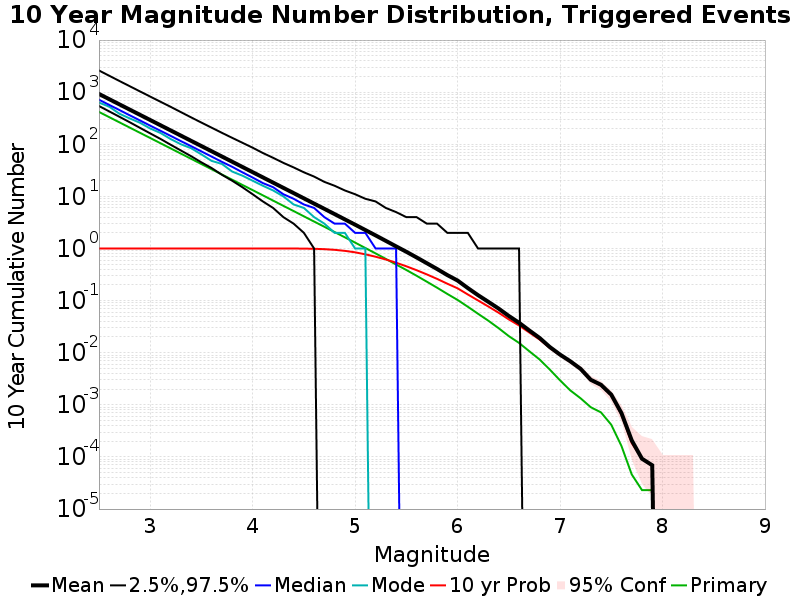 10 Year Magnitude Number Distribution, Triggered Events
10 Year Cumulative Number
10^4
10^3
10^2
10^1
10^0
10^-1
10^-2
10^-3
10^-4
10^-5
3 4 5 6 7 8 9
Magnitude
Mean 2.5%,97.5% Median Mode 10 yr Prob 95% Conf Primary